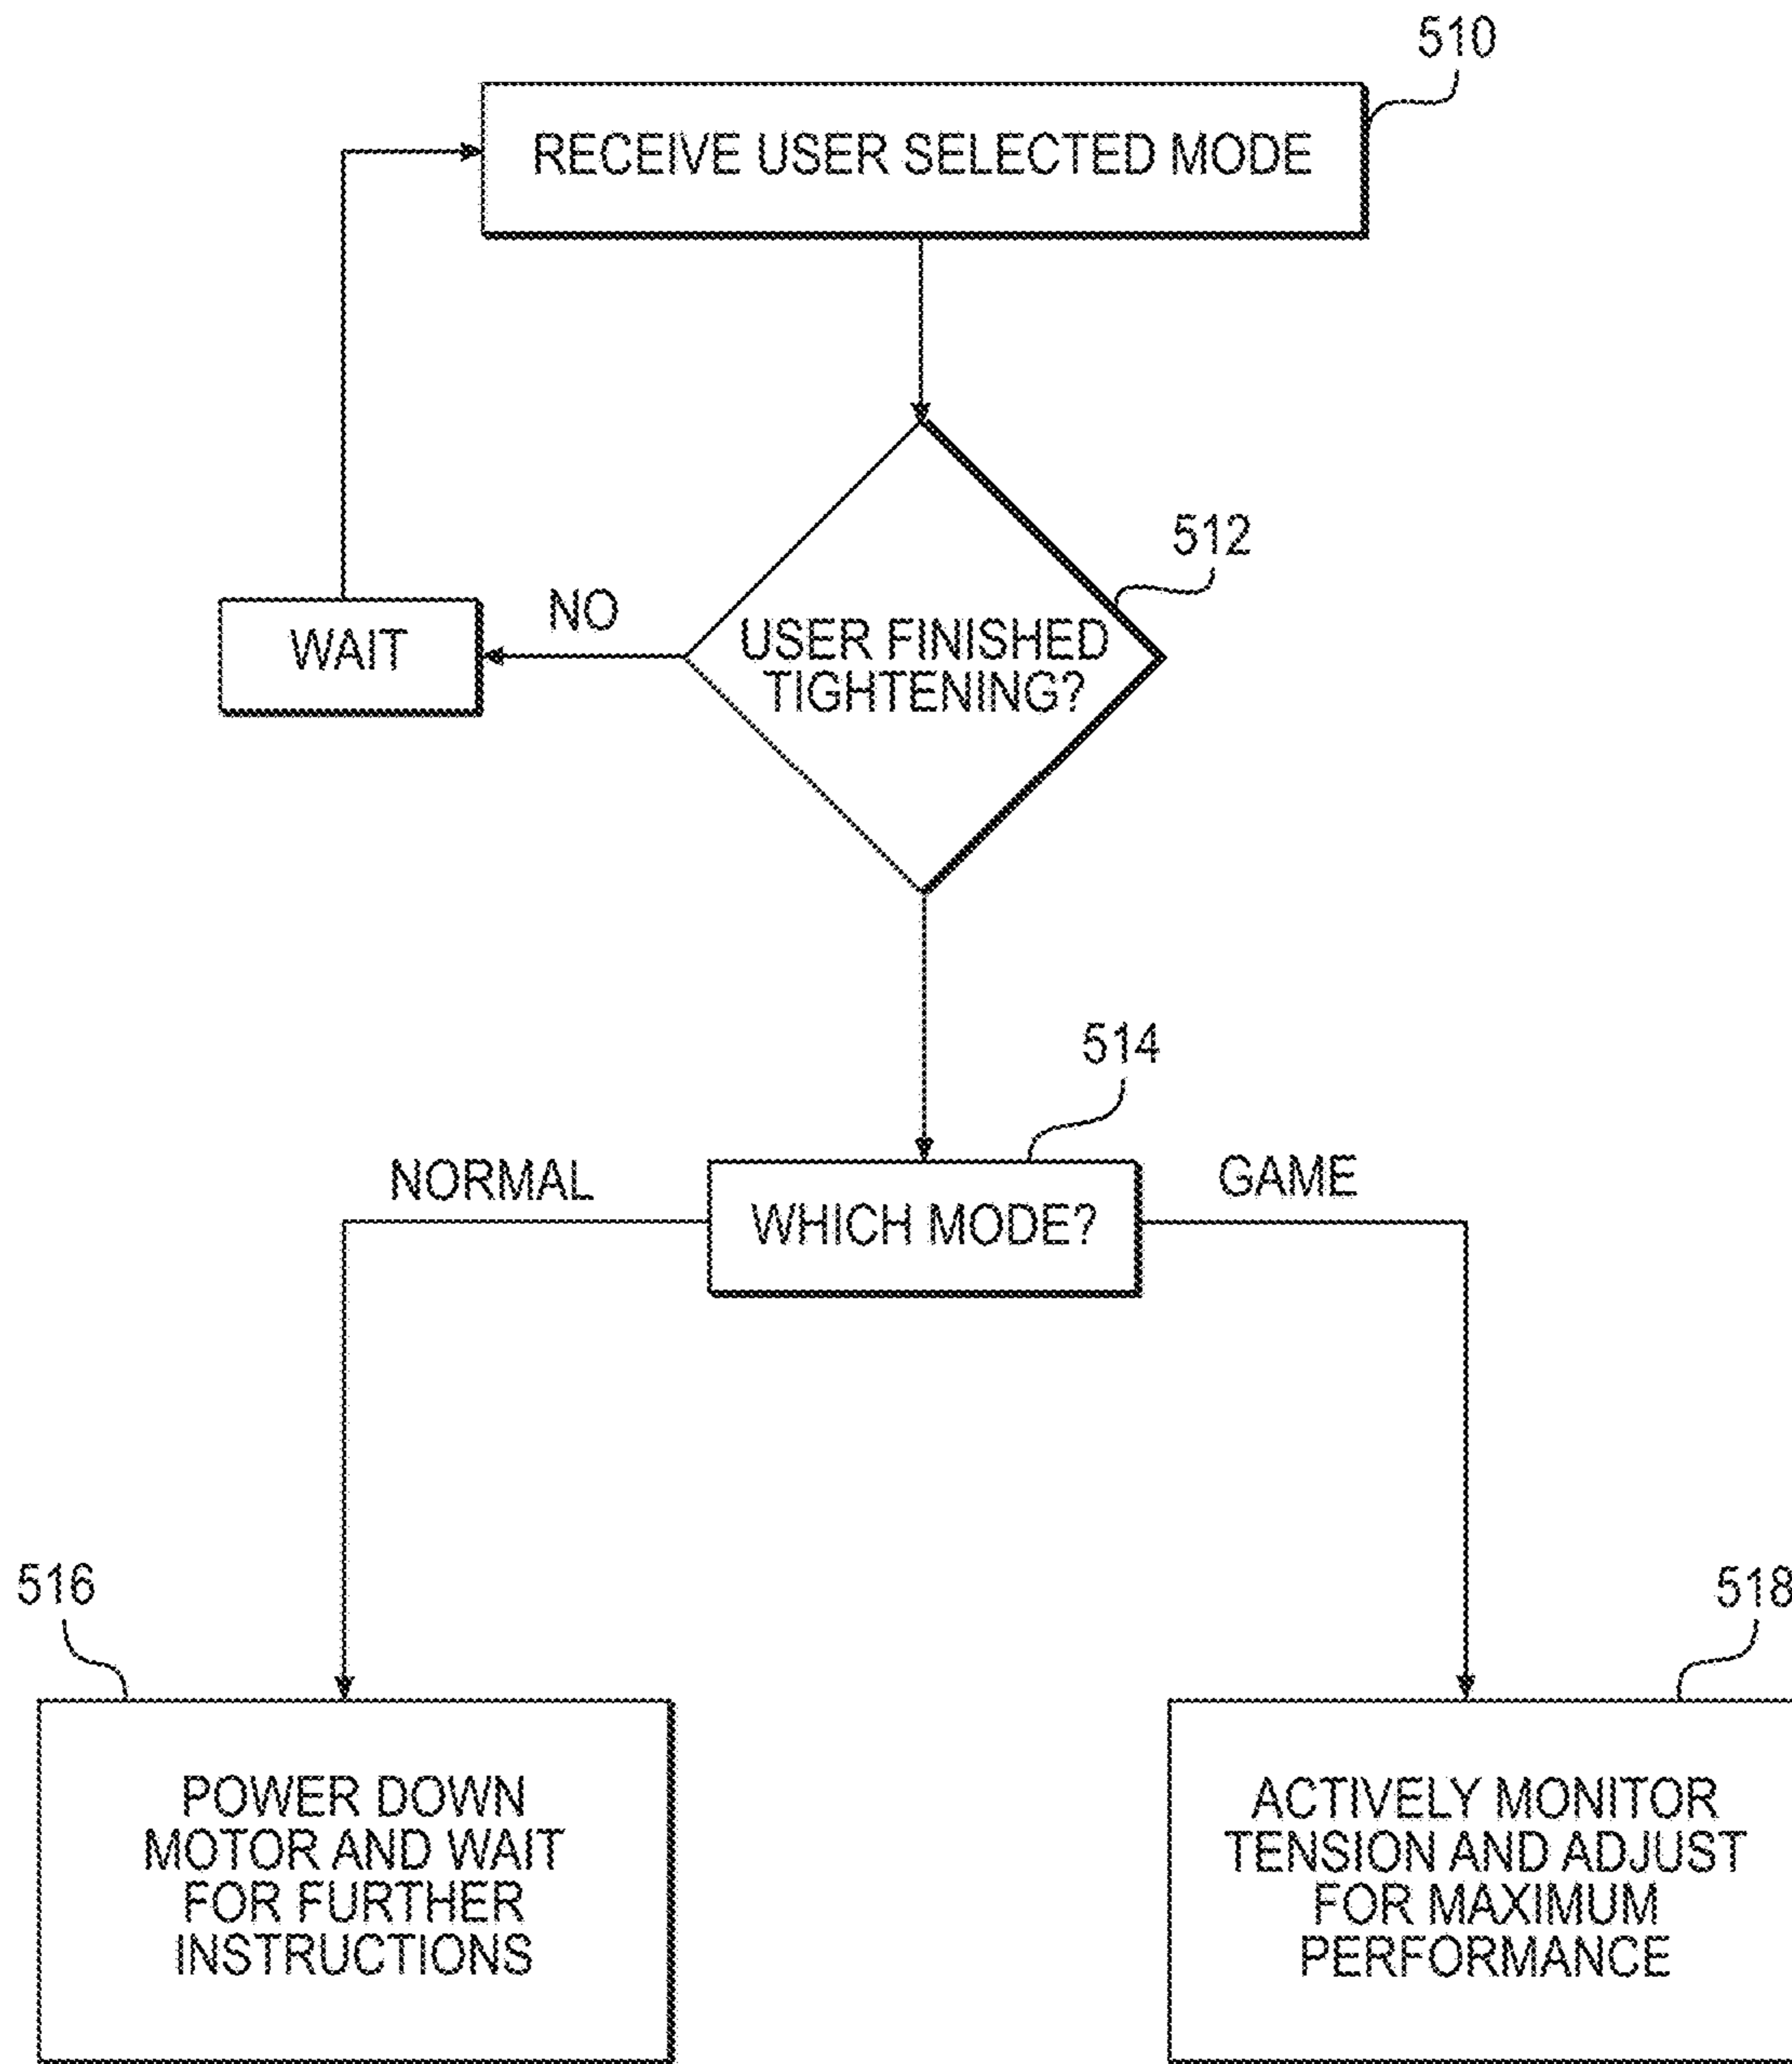 510
RECEIVE USER SELECTED MODE
512
NO
WAIT
USER FINISHED
TIGHTENING?
514
NORMAL
GAME
WHICH MODE?
516
518
POWER DOWN
MOTOR AND WAIT
FOR FURTHER
INSTRUCTIONS
ACTIVELY MONITOR
TENSION AND ADJUST
FOR MAXIMUM
PERFORMANCE